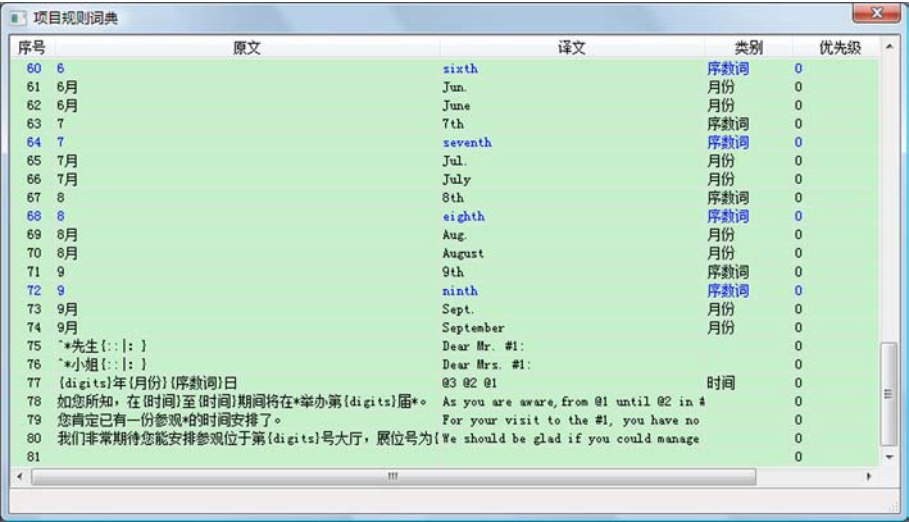 项目规则词典
序号 原文 译文 类别 优先级
60 6 sixth 序数词 0
61 6月 Jun. 月份 0
62 6月 June 月份 0
63 7 7th 序数词 0
64 7 seventh 序数词 0
65 7月 Jul. 月份 0
66 7月 July 月份 0
67 8 8th 序数词 0
68 8 eighth 序数词 0
69 8月 Aug. 月份 0
70 8月 August 月份 0
71 9 9th 序数词 0
72 9 ninth 序数词 0
73 9月 Sept. 月份 0
74 9月 September 月份 0
75 ^*先生{:|：} Dear Mr. #1: 0
76 ^*小姐{:|：} Dear Mrs. #1: 0
77 {digits}年{月份}{序数词}日 @3 @2 @1 时间 0
78 如您所知，在{时间}至{时间}期间将在*举办第{digits}届*。 As you are aware, from @1 until @2 in # 0
79 您肯定已有一份参观*的时间安排了。 For your visit to the #1, you have no 0
80 我们非常期待您能安排参观位于第{digits}号大厅，展位号为{ We should be glad if you could manage 0
81 0